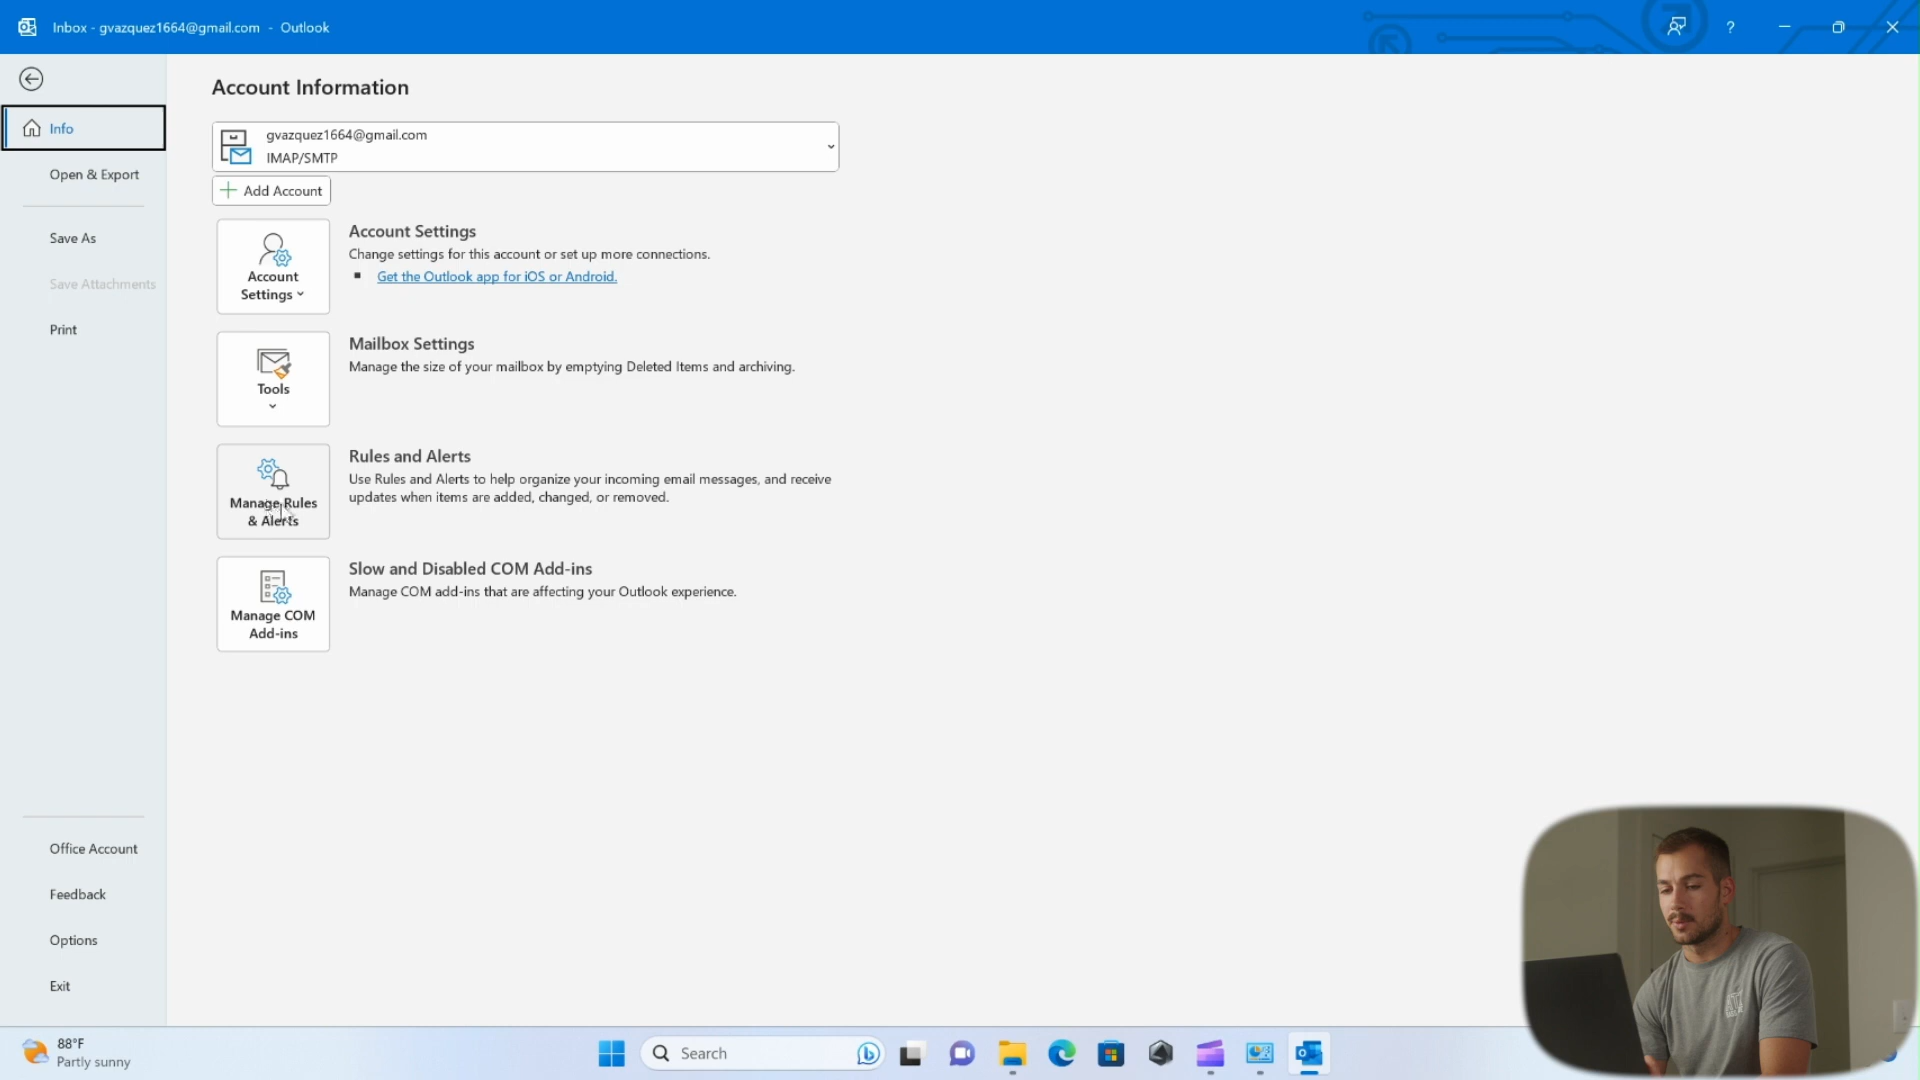 Inbox - gvazquez1664@gmail.com - Outlook
?
Info
Open & Export
Save As
Save Attachments
Print
Office Account
Feedback
Options
Exit
Account Information
gvazquez1664@gmail.com
IMAP/SMTP
Add Account
Account
Settings
Account Settings
Change settings for this account or set up more connections.
Get the Outlook app for iOS or Android.
Tools
Mailbox Settings
Manage the size of your mailbox by emptying Deleted Items and archiving.
Manage Rules
& Alerts
Rules and Alerts
Use Rules and Alerts to help organize your incoming email messages, and receive
updates when items are added, changed, or removed.
Manage COM
Add-ins
Slow and Disabled COM Add-ins
Manage COM add-ins that are affecting your Outlook experience.
88°F
Partly sunny
Search